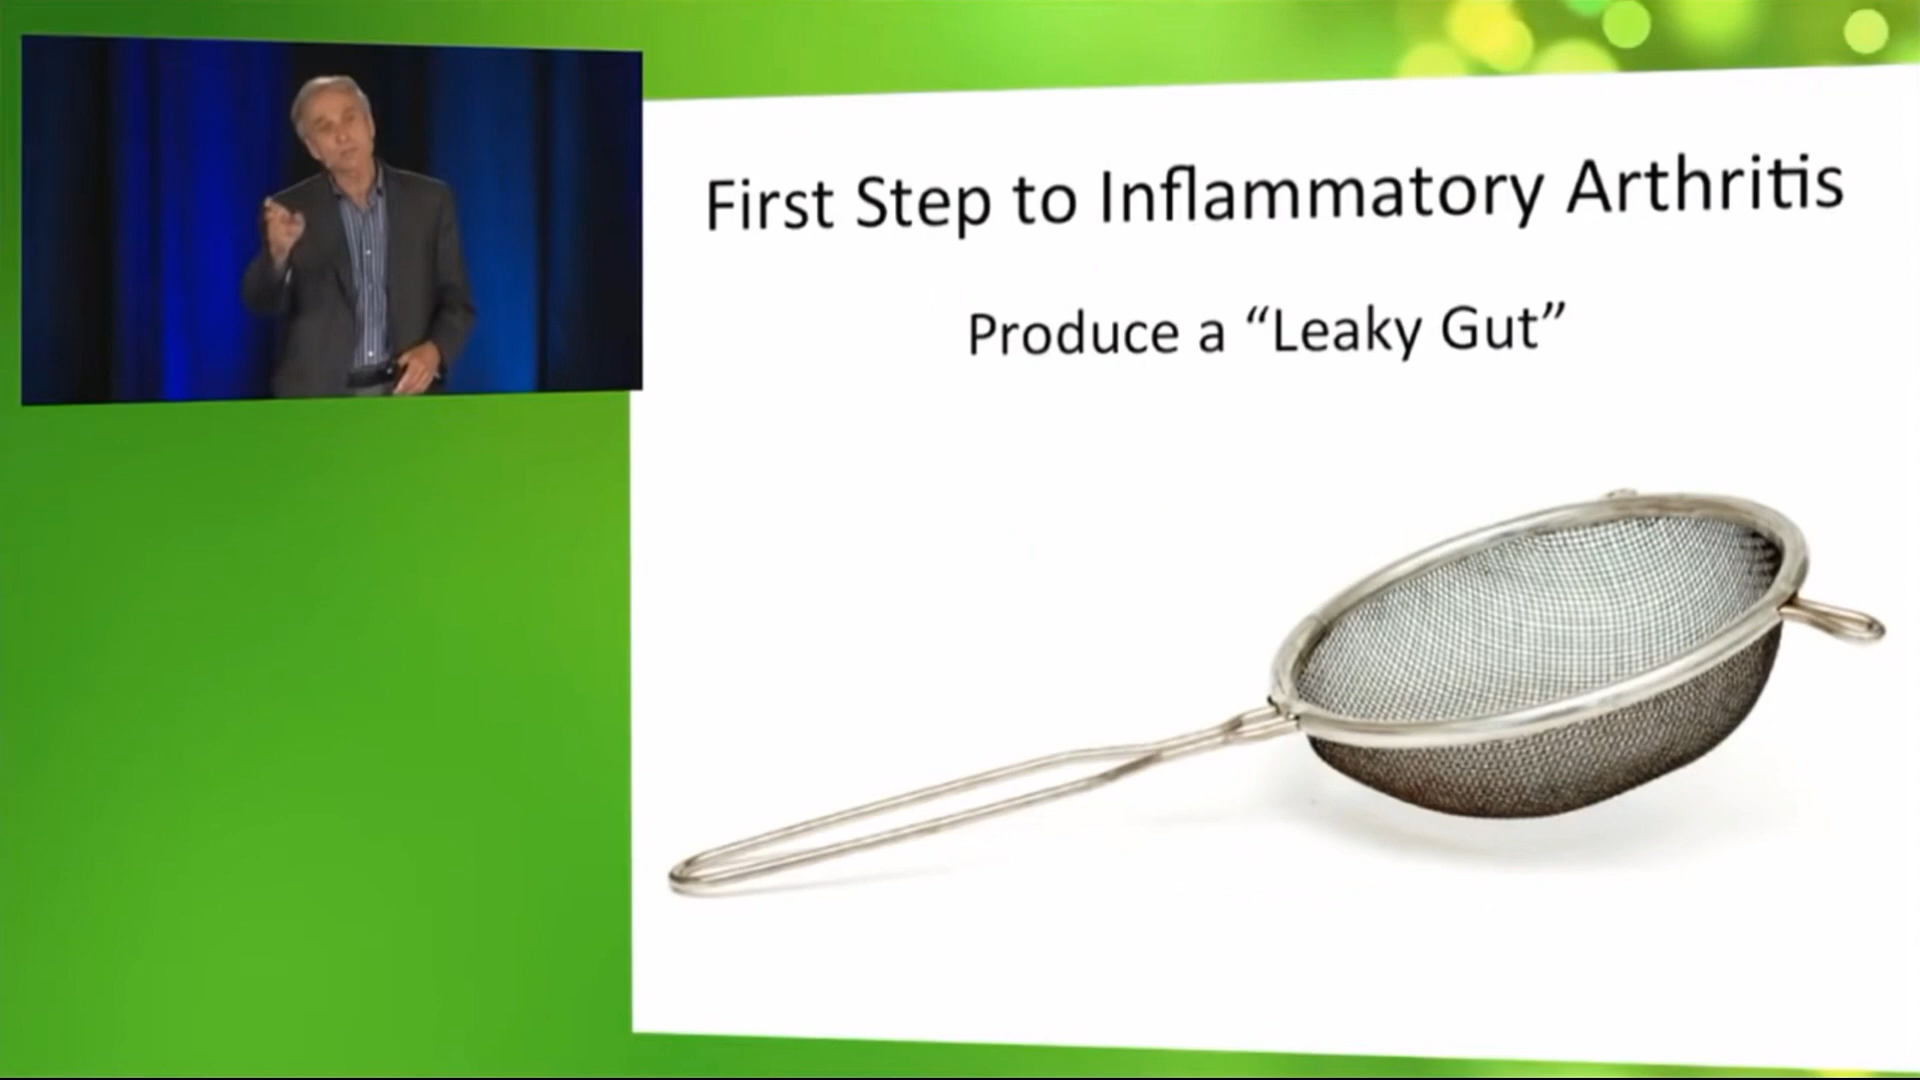 First Step to Inflammatory Arthritis
Produce a “Leaky Gut”